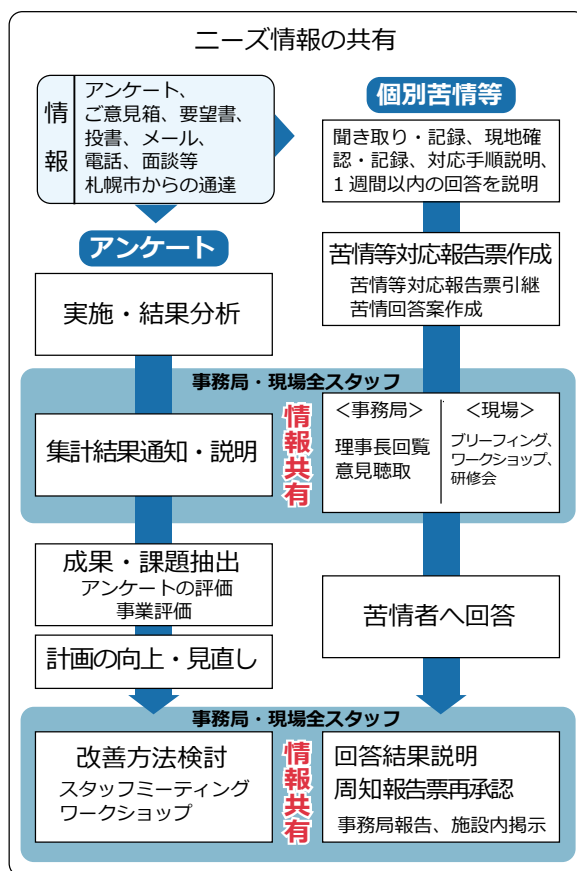 ニーズ情報の共有
情
報
アンケート、
ご意見箱、要望書、
投書、メール、
電話、面談等
札幌市からの通達
アンケート
実施・結果分析
事務局・現場全スタッフ
集計結果通知・説明
情報共有
成果・課題抽出
アンケートの評価
事業評価
計画の向上・見直し
事務局・現場全スタッフ
改善方法検討
スタッフミーティング
ワークショップ
情報共有
個別苦情等
聞き取り・記録、現地確
認・記録、対応手順説明、
1週間以内の回答を説明
苦情等対応報告票作成
苦情等対応報告票引継
苦情回答案作成
＜事務局＞
理事長回覧
意見聴取
＜現場＞
ブリーフィング、
ワークショップ、
研修会
苦情者へ回答
回答結果説明
周知報告票再承認
事務局報告、施設内掲示